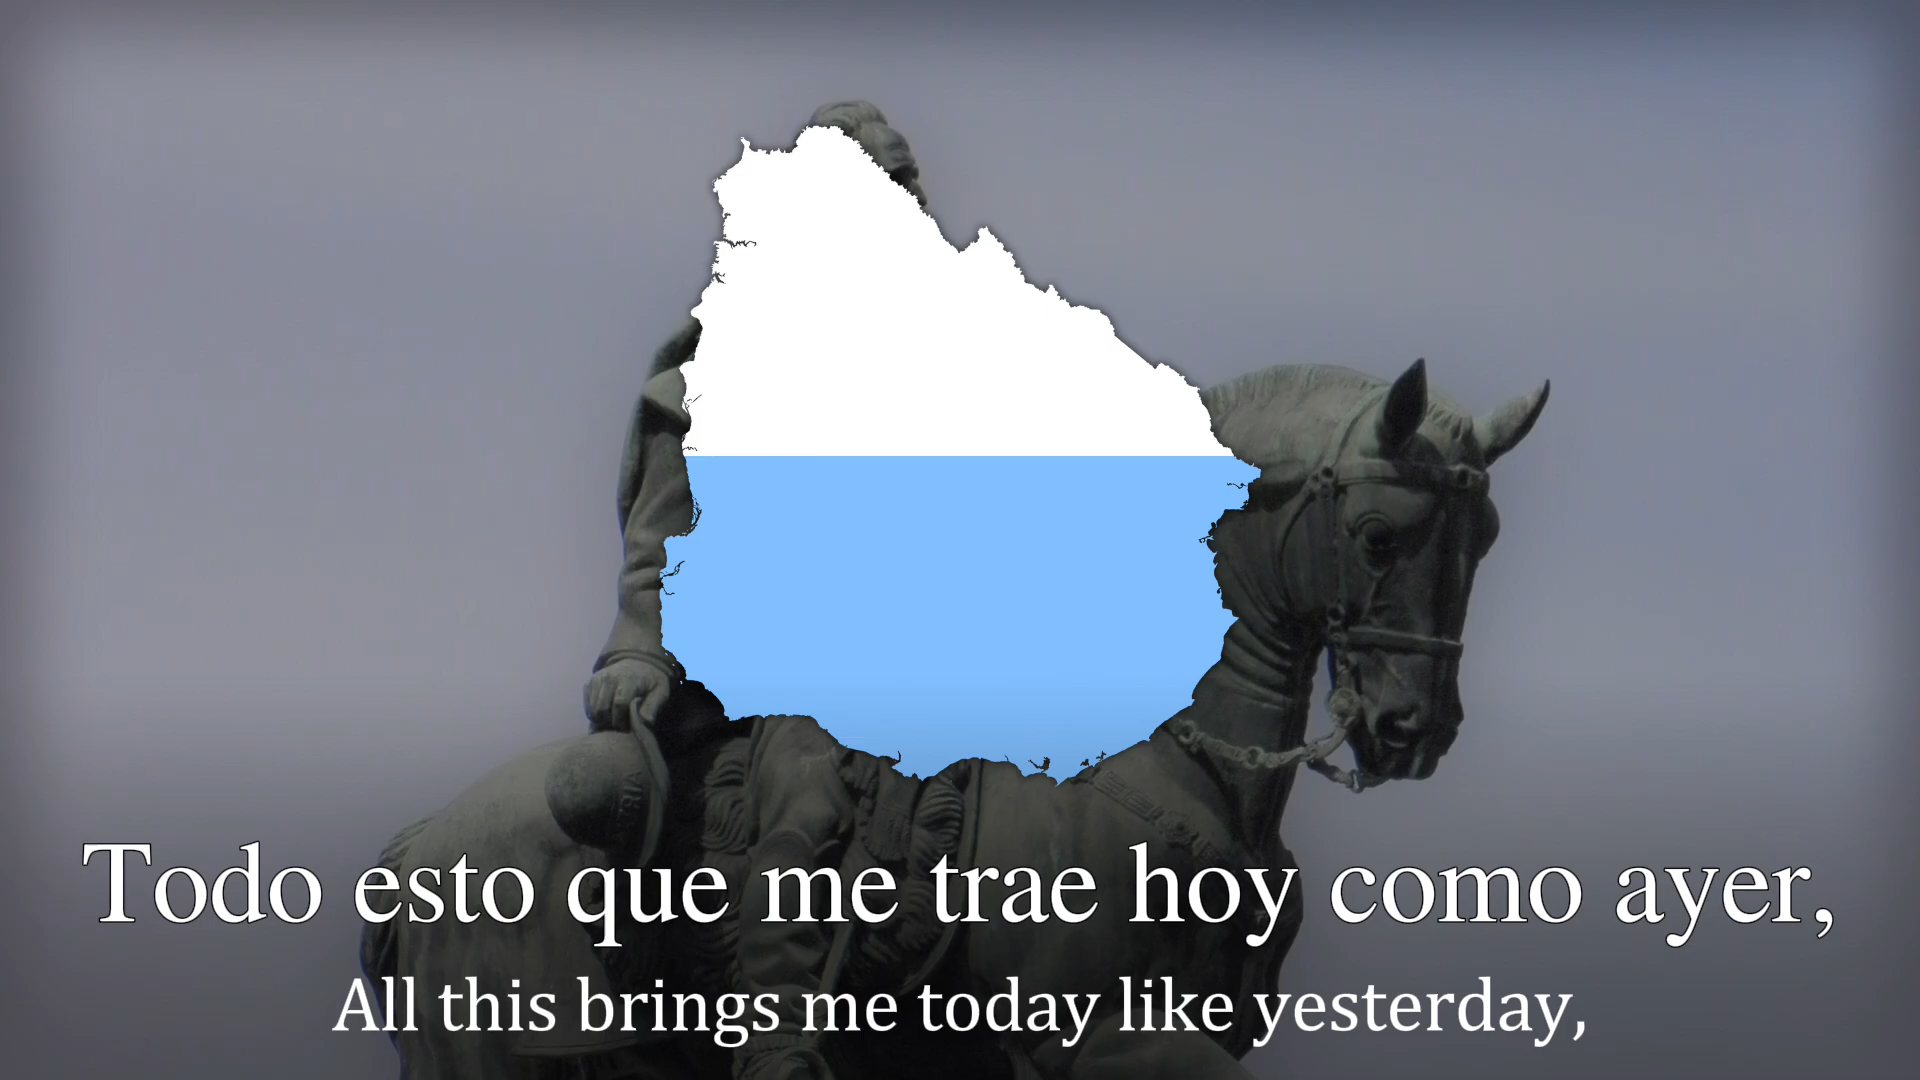 Todo esto que me trae hoy como ayer,
All this brings me today like yesterday,